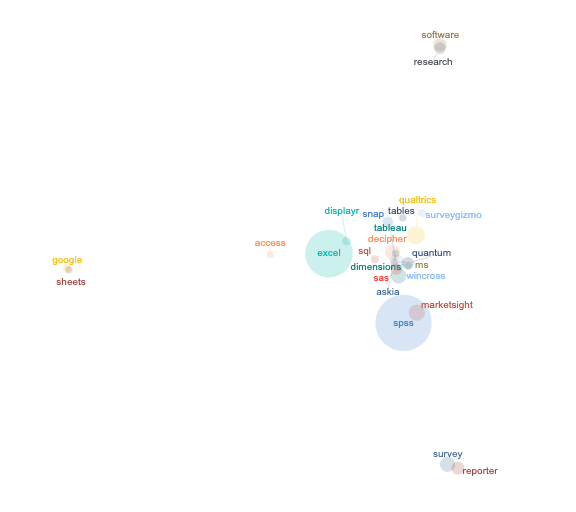 software
research
qualtrics
displayr
tables
snap
surveygizmo
tableau
decipher
access
sql
quantum
excel
google
dimensions
ms
sheets
sas
wincross
askia
marketsight
spss
survey
reporter